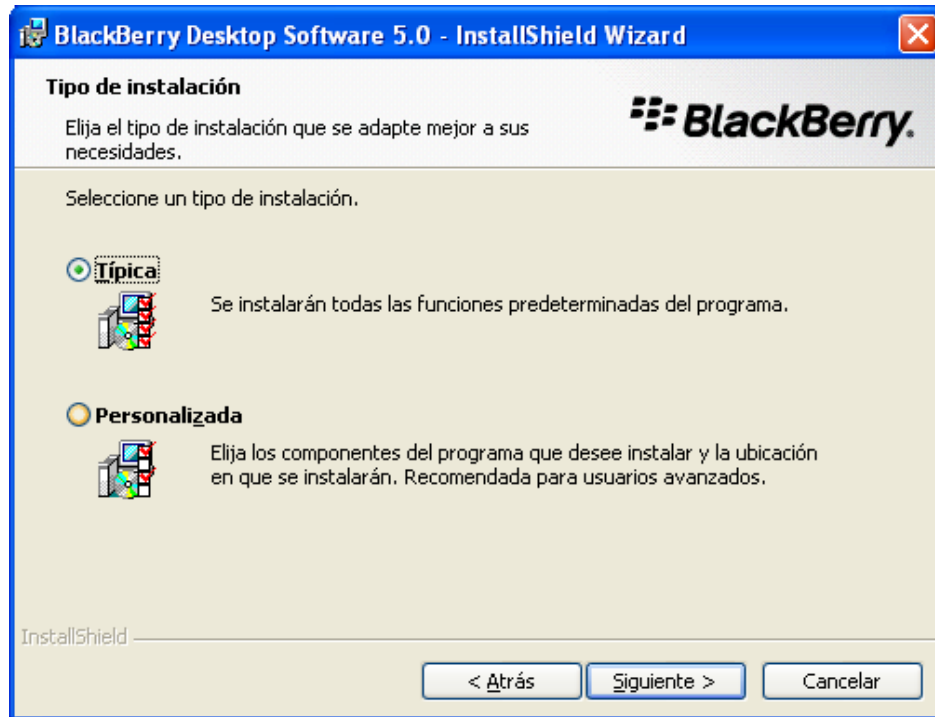 BlackBerry Desktop Software 5.0 - InstallShield Wizard
Tipo de instalación
Elija el tipo de instalación que se adapte mejor a sus
necesidades.
BlackBerry.
Seleccione un tipo de instalación.
Típica
Se instalarán todas las funciones predeterminadas del programa.
Personalizada
Elija los componentes del programa que desee instalar y la ubicación
en que se instalarán. Recomendada para usuarios avanzados.
InstallShield
< Atrás
Siguiente >
Cancelar